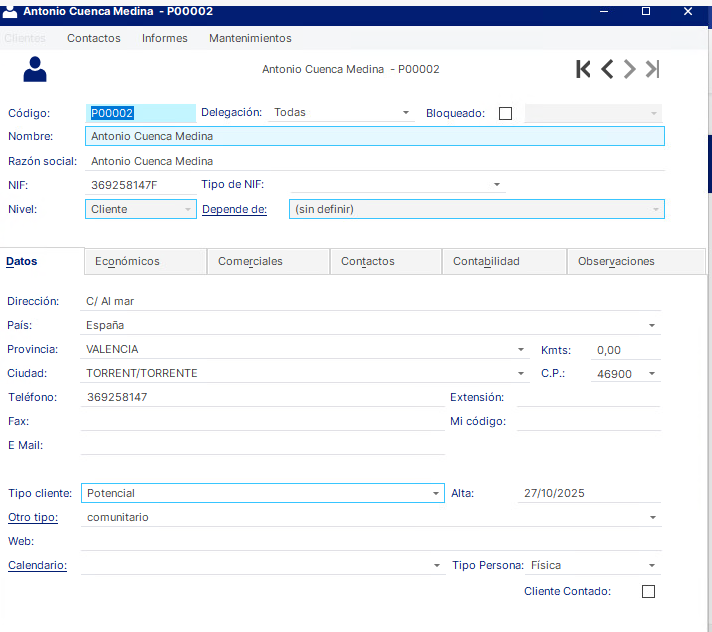 Antonio Cuenca Medina - P00002
Clientes Contactos Informes Mantenimientos
Antonio Cuenca Medina - P00002
Código: P00002 Delegación: Todas Bloqueado:
Nombre: Antonio Cuenca Medina
Razón social: Antonio Cuenca Medina
NIF: 369258147F Tipo de NIF:
Nivel: Cliente Depende de: (sin definir)
Datos Económicos Comerciales Contactos Contabilidad Observaciones
Dirección: C/ Al mar
País: España
Provincia: VALENCIA Kmts: 0,00
Ciudad: TORRENT/TORRENTE C.P.: 46900
Teléfono: 369258147 Extensión:
Fax: Mi código:
E Mail:
Tipo cliente: Potencial Alta: 27/10/2025
Otro tipo: comunitario
Web:
Calendario: Tipo Persona: Física
Cliente Contado: